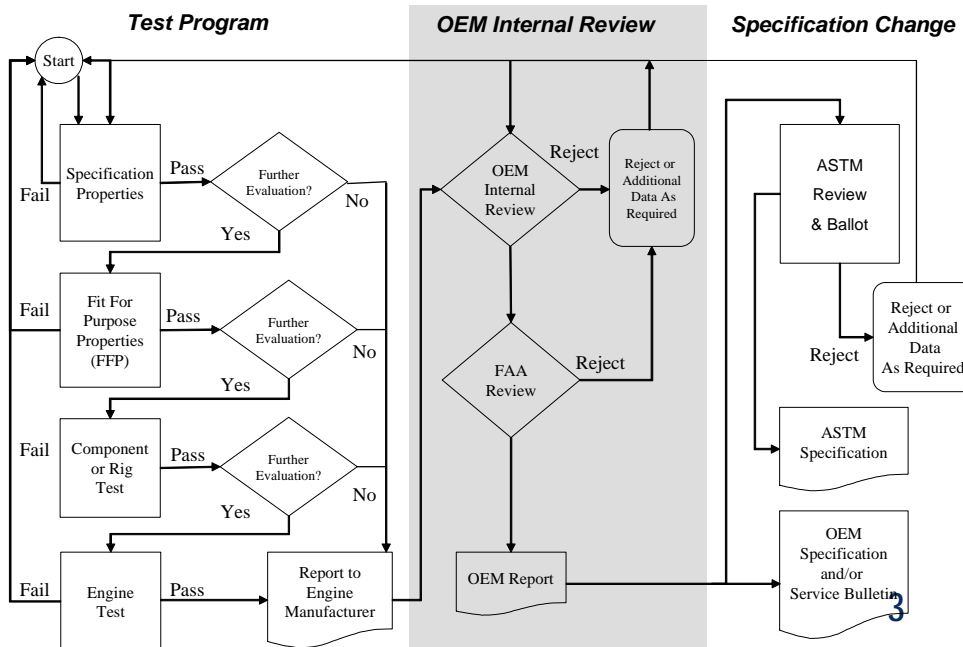 Test Program
OEM Internal Review
Specification Change
Start
Specification
Properties
Pass
Fail
Further
Evaluation?
No
Yes
Fit For
Purpose
Properties
(FFP)
Pass
Fail
Further
Evaluation?
No
Yes
Component
or Rig
Test
Pass
Fail
Further
Evaluation?
No
Yes
Engine
Test
Pass
Fail
Report to
Engine
Manufacturer
OEM
Internal
Review
Reject
Reject or
Additional
Data As
Required
FAA
Review
Reject
OEM Report
ASTM
Review
& Ballot
Reject
Reject or
Additional
Data
As Required
ASTM
Specification
OEM
Specification
and/or
Service Bulletin
3